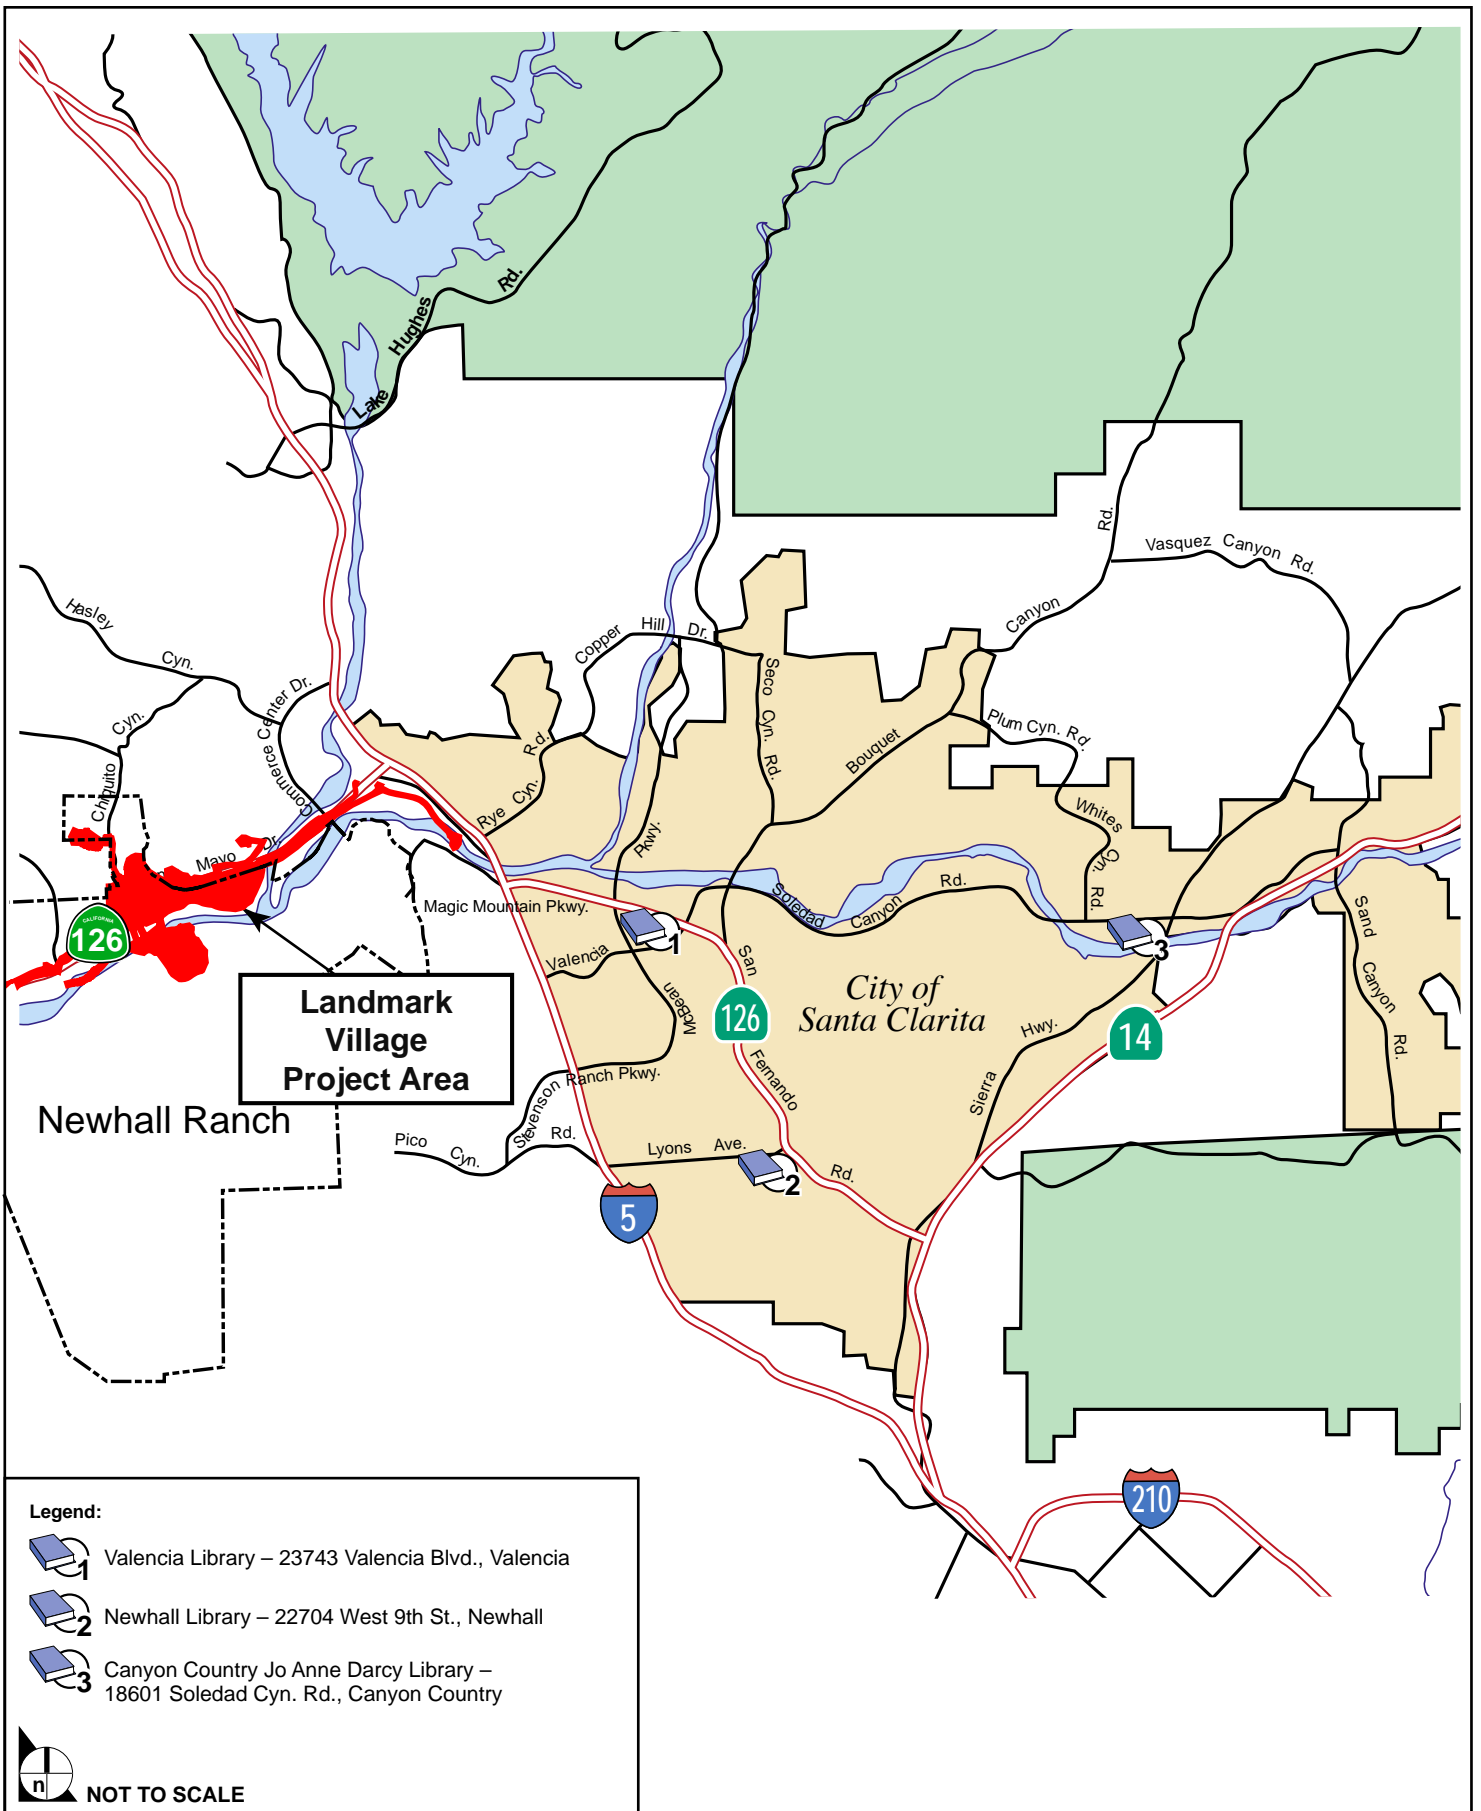 Lake Hughes Rd.
Rd.
Vasquez Canyon Rd.
Hasley Cyn.
Canyon
Copper Hill Dr.
Cyn.
Chiquito
Commerce Center Dr.
Seco Cyn. Rd.
Bouquet
Plum Cyn. Rd.
Rye Cyn. Rd.
Whites Cyn. Rd.
Pkwy.
Mayo Dr.
Magic Mountain Pkwy.
Soledad Canyon Rd.
Sand Canyon Rd.
CALIFORNIA
126
1
3
Valencia
San
McBean
City of
Santa Clarita
126
14
Hwy.
Sierra
Landmark
Village
Project Area
Fernando
Stevenson Ranch Pkwy.
Newhall Ranch
Pico Cyn. Rd.
Lyons Ave.
2
Rd.
5
210
Legend:
1 Valencia Library – 23743 Valencia Blvd., Valencia
2 Newhall Library – 22704 West 9th St., Newhall
3 Canyon Country Jo Anne Darcy Library –
18601 Soledad Cyn. Rd., Canyon Country
n NOT TO SCALE